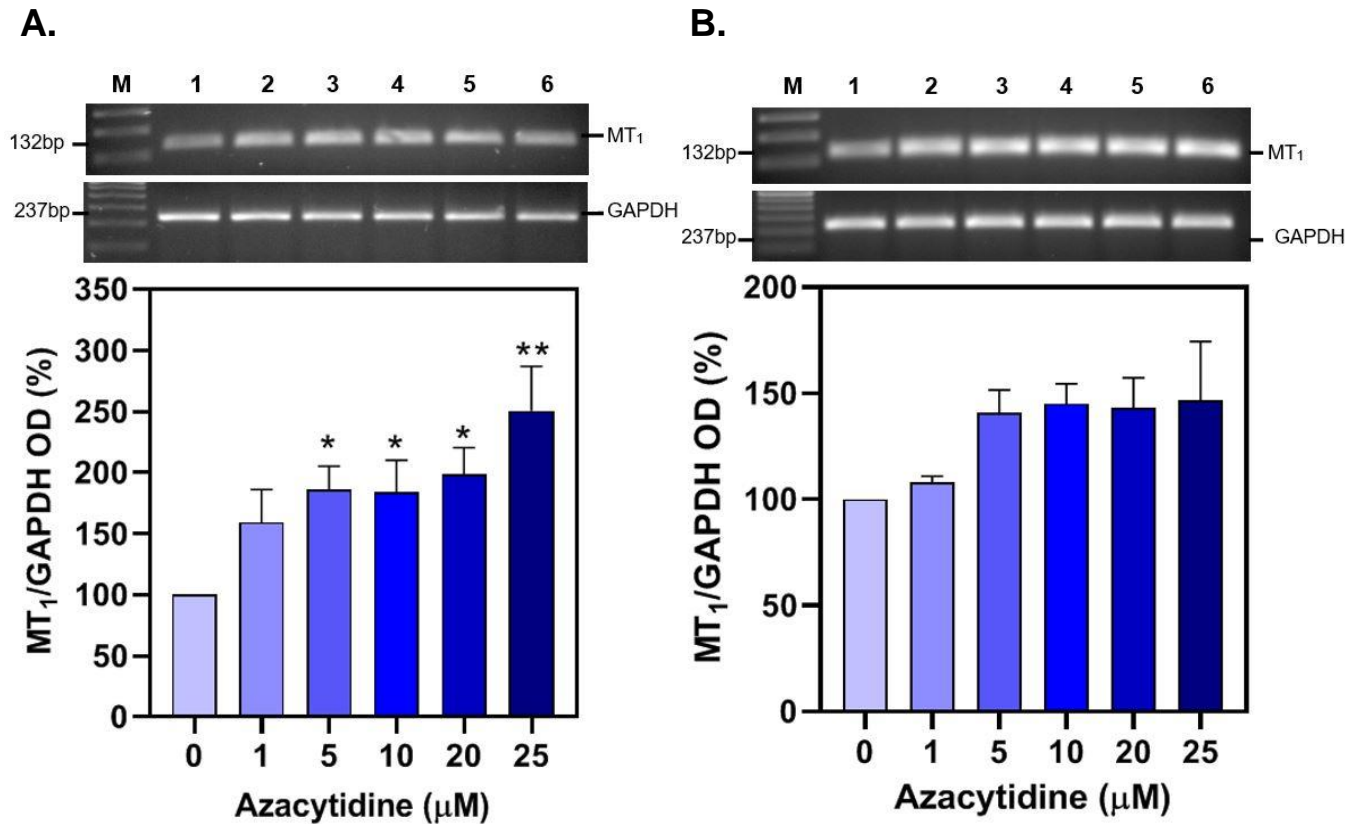 A.
M 1 2 3 4 5 6
132bp
MT₁
237bp
GAPDH
350
300
250
200
150
100
50
0
MT₁/GAPDH OD (%)
*
*
*
**
0 1 5 10 20 25
Azacytidine (μM)
B.
M 1 2 3 4 5 6
132bp
MT₁
237bp
GAPDH
200
150
100
50
0
MT₁/GAPDH OD (%)
0 1 5 10 20 25
Azacytidine (μM)